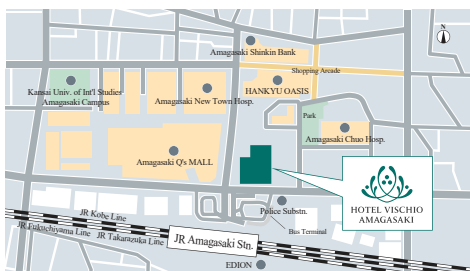 N
Amagasaki Shinkin Bank
Shopping Arcade
Kansai Univ. of Int'l Studies
Amagasaki Campus
HANKYU OASIS
Amagasaki New Town Hosp.
Park
Amagasaki Chuo Hosp.
Amagasaki Q's MALL
HOTEL VISCHIO
AMAGASAKI
Police Substn.
Bus Terminal
JR Kobe Line
JR Fukuchiyama Line
JR Takarazuka Line
JR Amagasaki Stn.
EDION